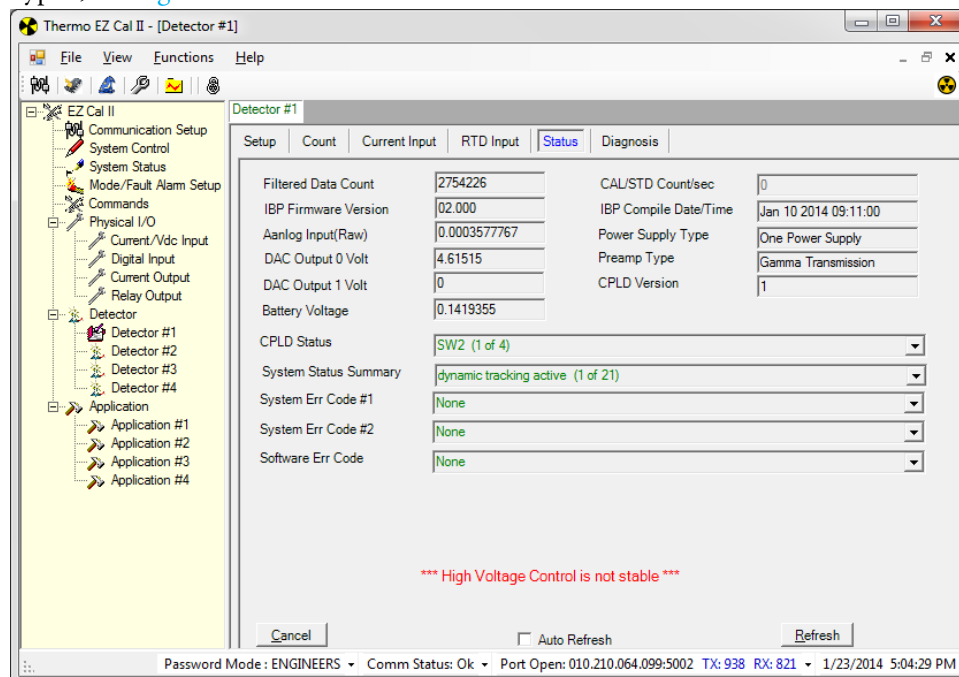 Thermo EZ Cal II - [Detector #1]
File View Functions Help
EZ Cal II
Communication Setup
System Control
System Status
Mode/Fault Alarm Setup
Commands
Physical I/O
Current/Vdc Input
Digital Input
Current Output
Relay Output
Detector
Detector #1
Detector #2
Detector #3
Detector #4
Application
Application #1
Application #2
Application #3
Application #4
Detector #1
Setup Count Current Input RTD Input Status Diagnosis
Filtered Data Count 2754226 CAL/STD Count/sec 0
IBP Firmware Version 02.000 IBP Compile Date/Time Jan 10 2014 09:11:00
Aanlog Input(Raw) 0.0003577767 Power Supply Type One Power Supply
DAC Output 0 Volt 4.61515 Preamp Type Gamma Transmission
DAC Output 1 Volt 0 CPLD Version 1
Battery Voltage 0.1419355
CPLD Status SW2 (1 of 4)
System Status Summary dynamic tracking active (1 of 21)
System Err Code #1 None
System Err Code #2 None
Software Err Code None
*** High Voltage Control is not stable ***
Cancel Auto Refresh Refresh
Password Mode : ENGINEERS Comm Status: Ok Port Open: 010.210.064.099:5002 TX: 938 RX: 821 1/23/2014 5:04:29 PM